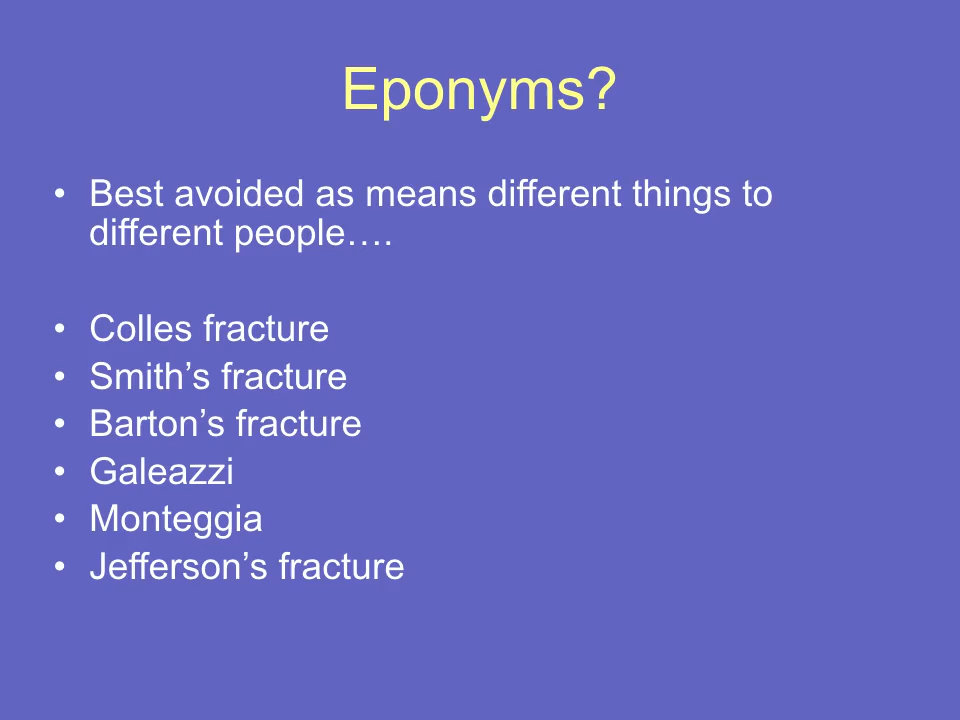 Eponyms?
• Best avoided as means different things to
different people….
• Colles fracture
• Smith’s fracture
• Barton’s fracture
• Galeazzi
• Monteggia
• Jefferson’s fracture